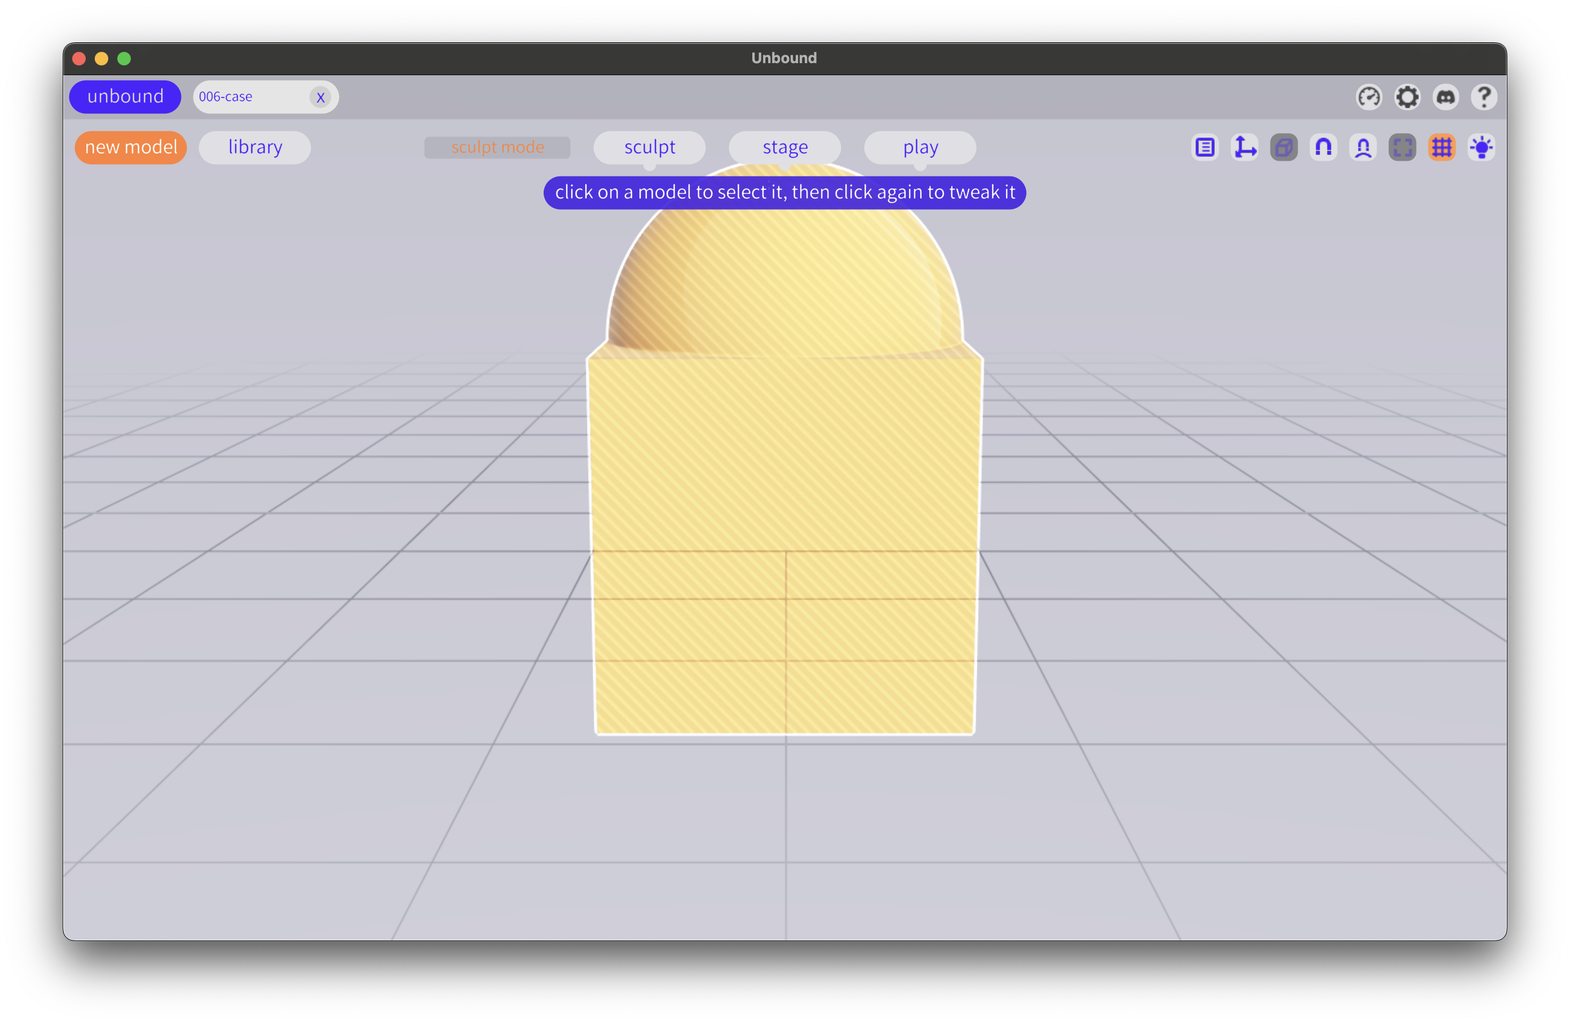 Unbound
unbound
006-case
X
new model
library
sculpt mode
sculpt
stage
play
click on a model to select it, then click again to tweak it
?